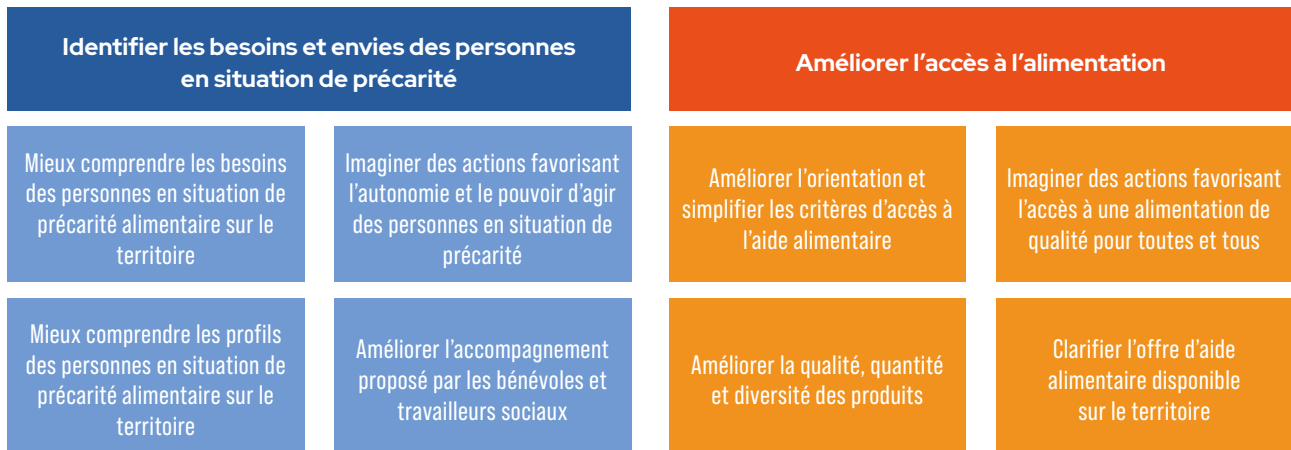 Identifier les besoins et envies des personnes
en situation de précarité
Mieux comprendre les besoins
des personnes en situation de
précarité alimentaire sur le
territoire
Imaginer des actions favorisant
l'autonomie et le pouvoir d'agir
des personnes en situation de
précarité
Mieux comprendre les profils
des personnes en situation de
précarité alimentaire sur le
territoire
Améliorer l'accompagnement
proposé par les bénévoles et
travailleurs sociaux
Améliorer l'accès à l'alimentation
Améliorer l'orientation et
simplifier les critères d'accès à
l'aide alimentaire
Imaginer des actions favorisant
l'accès à une alimentation de
qualité pour toutes et tous
Améliorer la qualité, quantité
et diversité des produits
Clarifier l'offre d'aide
alimentaire disponible
sur le territoire